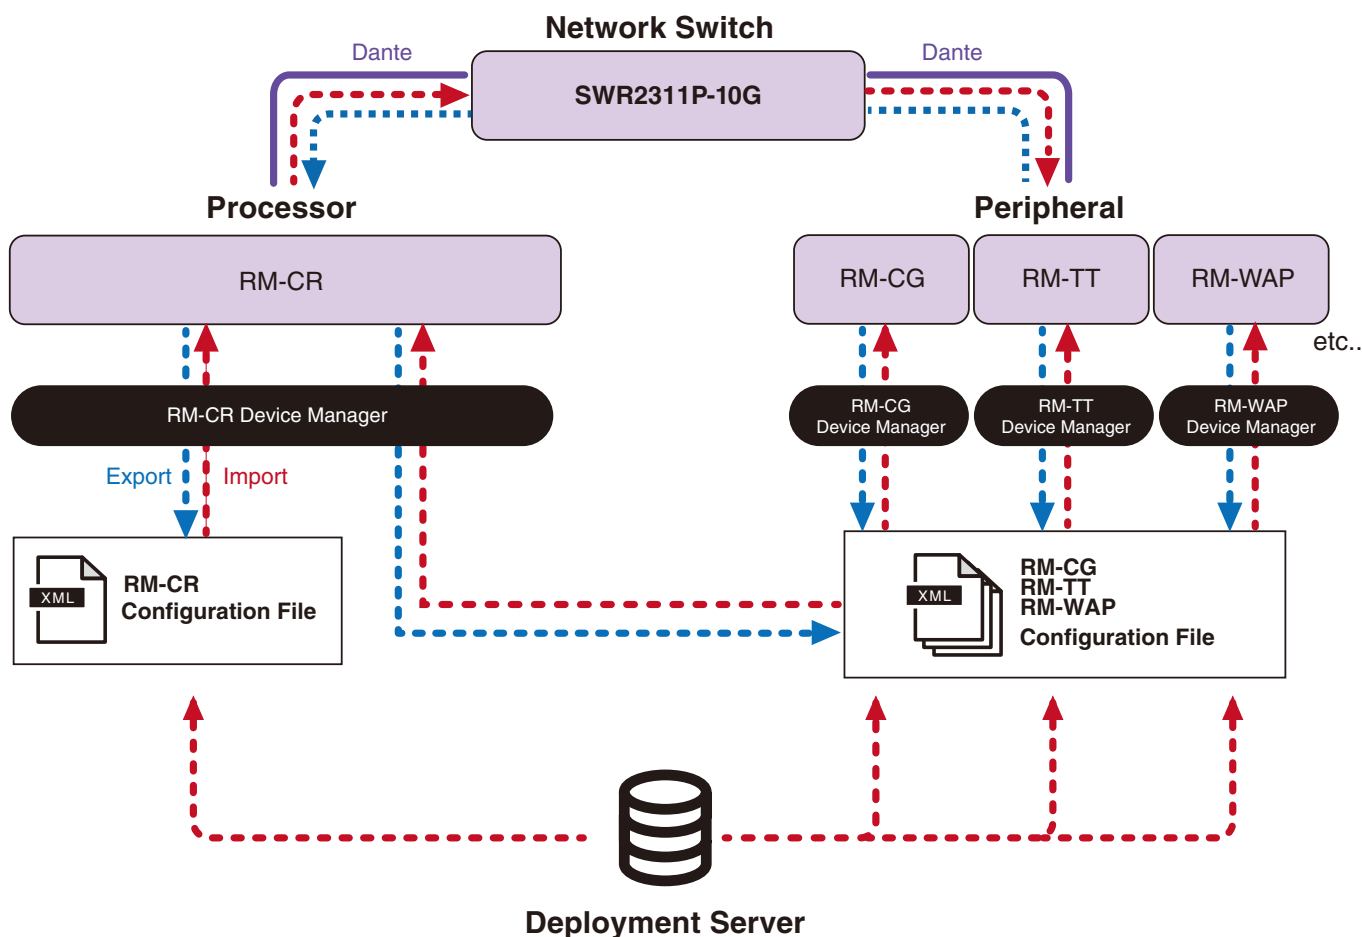 Network Switch
Dante
Dante
SWR2311P-10G
Processor
Peripheral
RM-CR
RM-CG
RM-TT
RM-WAP
etc..
RM-CR Device Manager
RM-CG
Device Manager
RM-TT
Device Manager
RM-WAP
Device Manager
Export
Import
XML
RM-CR
Configuration File
XML
RM-CG
RM-TT
RM-WAP
Configuration File
Deployment Server